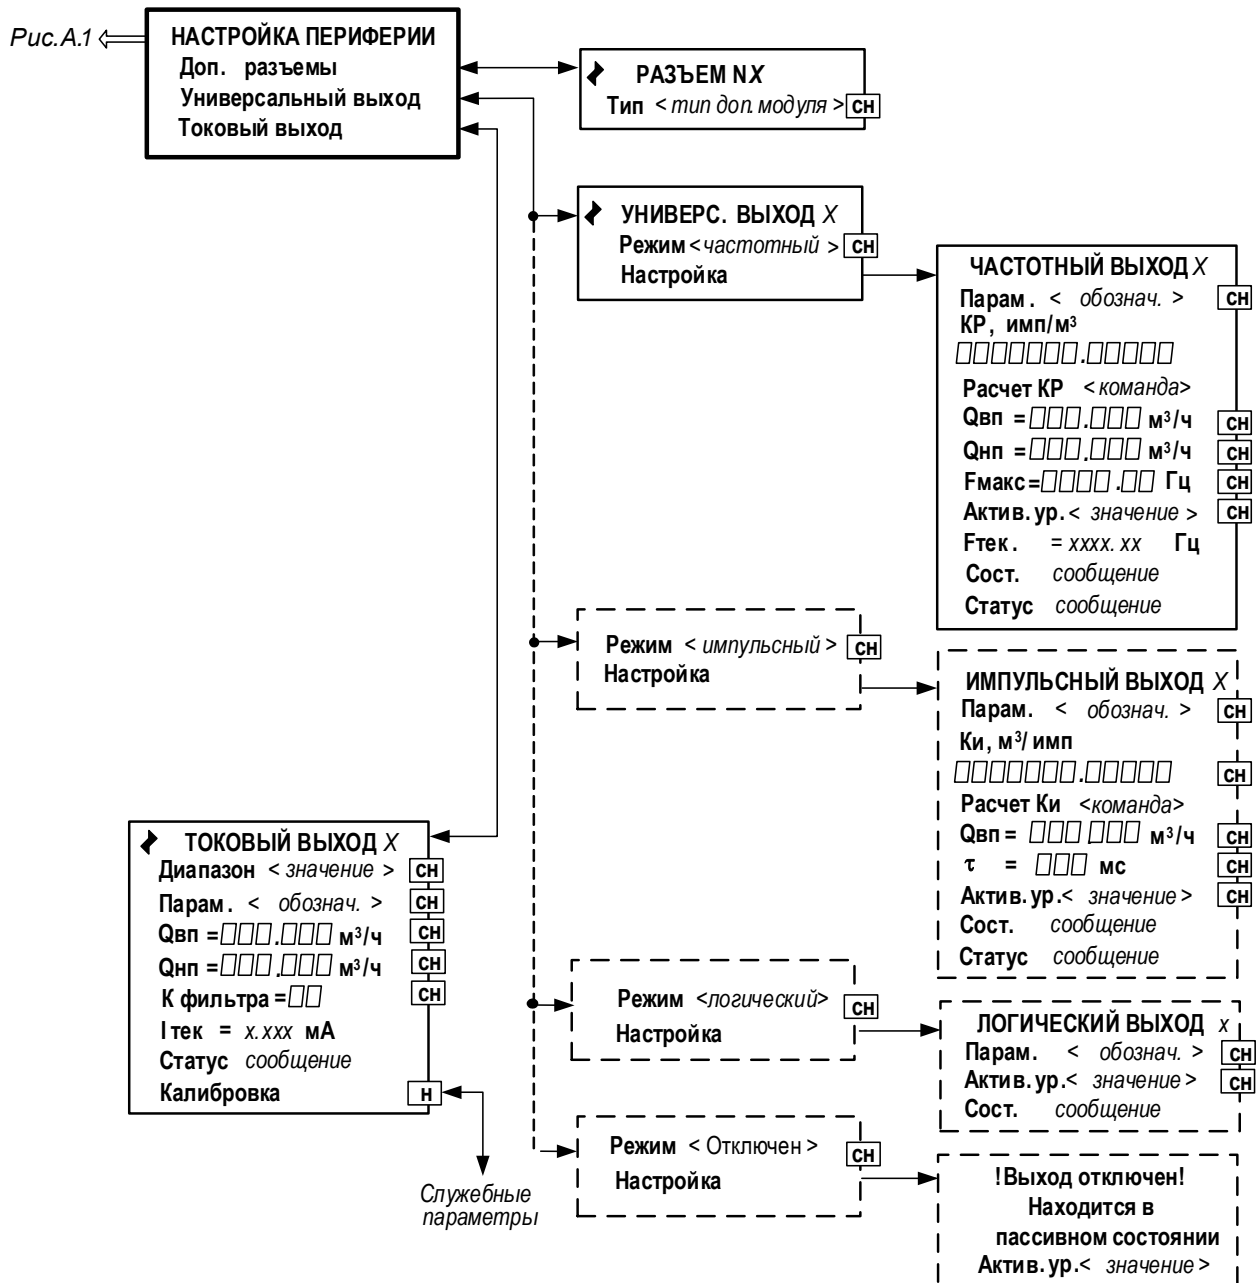 Рис.А.1
НАСТРОЙКА ПЕРИФЕРИИ
Доп. разъемы
Универсальный выход
Токовый выход
РАЗЪЕМ NX
Тип < тип доп. модуля > СН
УНИВЕРС. ВЫХОД X
Режим <частотный > СН
Настройка
ЧАСТОТНЫЙ ВЫХОД X
Парам. < обознач. > СН
КР, имп/м³
▯▯▯▯▯▯▯.▯▯▯▯▯
Расчет КР <команда>
Qвп =▯▯▯.▯▯▯ м³/ч СН
Qнп =▯▯▯.▯▯▯ м³/ч СН
Fмакс=▯▯▯▯.▯▯ Гц СН
Актив.ур.< значение > СН
Fтек. = xxxx.xx Гц
Сост. сообщение
Статус сообщение
Режим < импульсный > СН
Настройка
ИМПУЛЬСНЫЙ ВЫХОД X
Парам. < обознач. > СН
Ки, м³/имп
▯▯▯▯▯▯▯.▯▯▯▯▯ СН
Расчет Ки <команда>
Qвп = ▯▯▯ ▯▯▯ м³/ч СН
τ = ▯▯▯ мс СН
Актив.ур.< значение > СН
Сост. сообщение
Статус сообщение
ТОКОВЫЙ ВЫХОД X
Диапазон < значение > СН
Парам. < обознач. > СН
Qвп =▯▯▯.▯▯▯ м³/ч СН
Qнп =▯▯▯.▯▯▯ м³/ч СН
К фильтра =▯▯ СН
I тек = x.xxx мА
Статус сообщение
Калибровка Н
Служебные
параметры
Режим <логический> СН
Настройка
ЛОГИЧЕСКИЙ ВЫХОД x
Парам. < обознач. > СН
Актив.ур.< значение > СН
Сост. сообщение
Режим < Отключен > СН
Настройка
!Выход отключен!
Находится в
пассивном состоянии
Актив.ур.< значение >